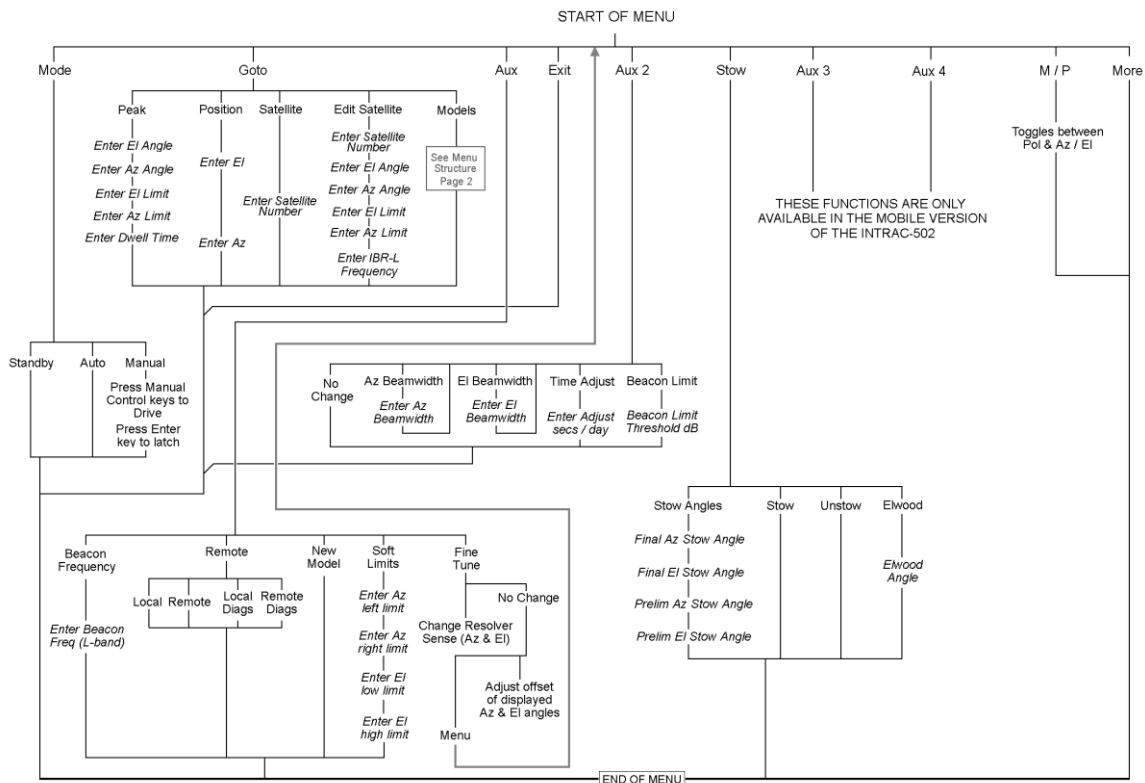 START OF MENU
Mode
Goto
Aux
Exit
Aux 2
Stow
Aux 3
Aux 4
M / P
More
Peak
Position
Satellite
Edit Satellite
Models
Enter El Angle
Enter Az Angle
Enter El Limit
Enter Az Limit
Enter Dwell Time
Enter El
Enter Az
Enter Satellite
Number
Enter Satellite
Number
Enter El Angle
Enter Az Angle
Enter El Limit
Enter Az Limit
Enter IBR-L
Frequency
See Menu
Structure
Page 2
Toggles between
Pol & Az / El
THESE FUNCTIONS ARE ONLY
AVAILABLE IN THE MOBILE VERSION
OF THE INTRAC-502
Standby
Auto
Manual
Press Manual
Control keys to
Drive
Press Enter
key to latch
No
Change
Az Beamwidth
Enter Az
Beamwidth
El Beamwidth
Enter El
Beamwidth
Time Adjust
Enter Adjust
secs / day
Beacon Limit
Beacon Limit
Threshold dB
Stow Angles
Final Az Stow Angle
Final El Stow Angle
Prelim Az Stow Angle
Prelim El Stow Angle
Stow
Unstow
Elwood
Elwood
Angle
Beacon
Frequency
Enter Beacon
Freq (L-band)
Remote
Local
Remote
Local
Diags
Remote
Diags
New
Model
Soft
Limits
Enter Az
left limit
Enter Az
right limit
Enter El
low limit
Enter El
high limit
Fine
Tune
No Change
Change Resolver
Sense (Az & El)
Adjust offset
of displayed
Az & El angles
Menu
END OF MENU